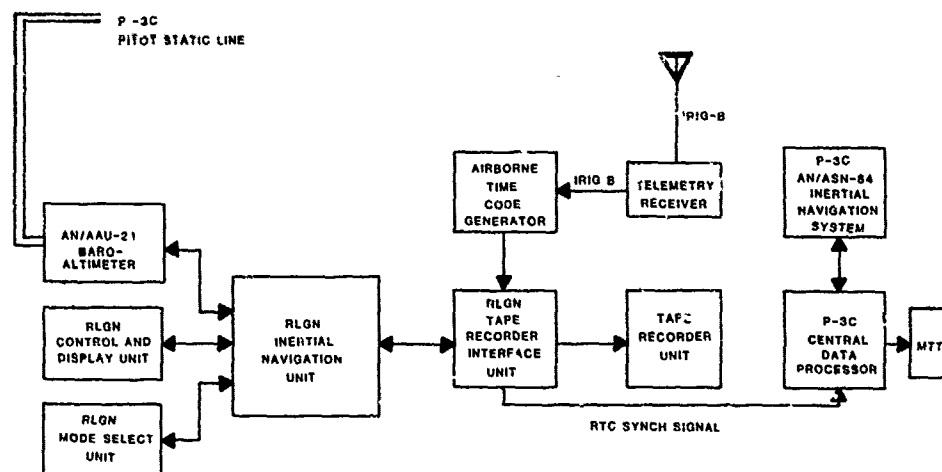 P-3C
PITOT STATIC LINE
IRIG-B
AIRBORNE
TIME
CODE
GENERATOR
IRIG B
TELEMETRY
RECEIVER
P-3C
AN/ASN-84
INERTIAL
NAVIGATION
SYSTEM
AN/AAU-21
BARO-
ALTIMETER
RLGN
CONTROL AND
DISPLAY UNIT
RLGN
MODE SELECT
UNIT
RLGN
INERTIAL
NAVIGATION
UNIT
RLGN
TAPE
RECORDER
INTERFACE
UNIT
TAPE
RECORDER
UNIT
P-3C
CENTRAL
DATA
PROCESSOR
MTT
RTC SYNCH SIGNAL